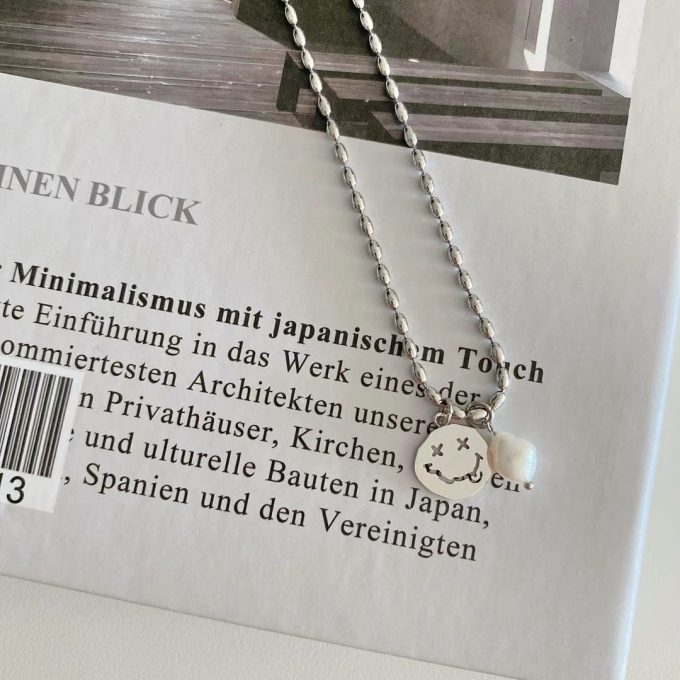 INEN BLICK
Minimalismus mit japanischem Touch
te Einführung in das Werk eines der
ommiertesten Architekten unsere
n Privathäuser, Kirchen,
und ulturelle Bauten in Japan,
, Spanien und den Vereinigten
13